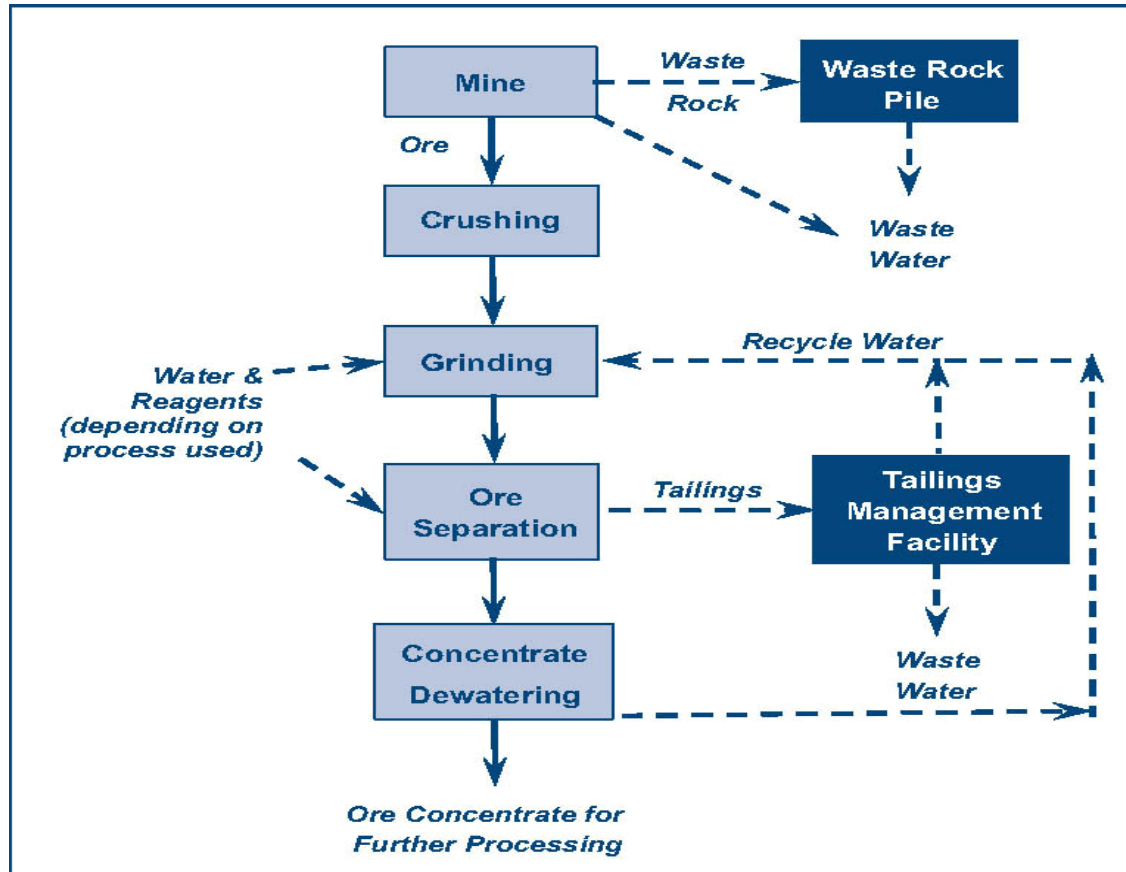 Mine
Waste
Rock
Waste Rock
Pile
Ore
Crushing
Waste
Water
Grinding
Recycle Water
Water &
Reagents
(depending on
process used)
Ore
Separation
Tailings
Tailings
Management
Facility
Concentrate
Dewatering
Waste
Water
Ore Concentrate for
Further Processing